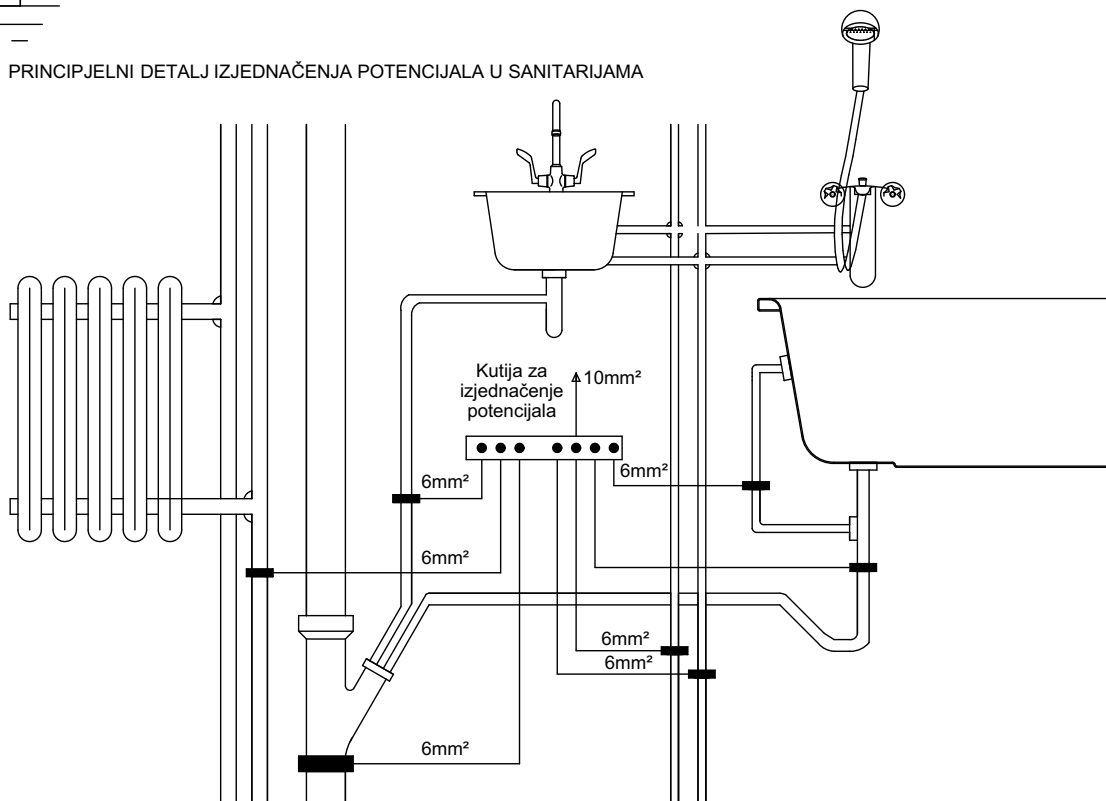 PRINCIPJELNI DETALJ IZJEDNAČENJA POTENCIJALA U SANITARIJAMA
Kutija za
izjednačenje
potencijala
10mm²
6mm²
6mm²
6mm²
6mm²
6mm²
6mm²